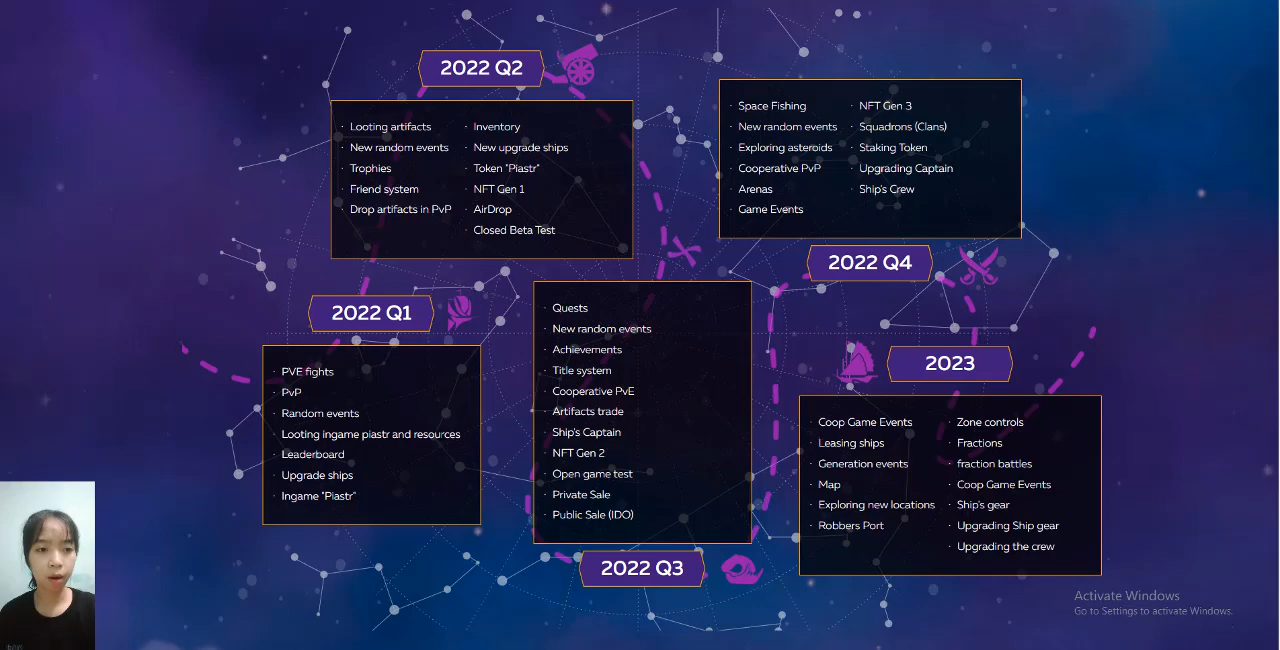 2022 Q2
Looting artifacts
New random events
Trophies
Friend system
Drop artifacts in PvP
Inventory
New upgrade ships
Token "Piastr"
NFT Gen 1
AirDrop
Closed Beta Test
Space Fishing
New random events
Exploring asteroids
Cooperative PvP
Arenas
Game Events
NFT Gen 3
Squadrons (Clans)
Staking Token
Upgrading Captain
Ship's Crew
2022 Q4
2022 Q1
PVE fights
PvP
Random events
Looting ingame piastr and resources
Leaderboard
Upgrade ships
Ingame "Piastr"
Quests
New random events
Achievements
Title system
Cooperative PvE
Artifacts trade
Ship's Captain
NFT Gen 2
Open game test
Private Sale
Public Sale (IDO)
2022 Q3
2023
Coop Game Events
Leasing ships
Generation events
Map
Exploring new locations
Robbers Port
Zone controls
Fractions
fraction battles
Coop Game Events
Ship's gear
Upgrading Ship gear
Upgrading the crew
Activate Windows
Go to Settings to activate Windows.